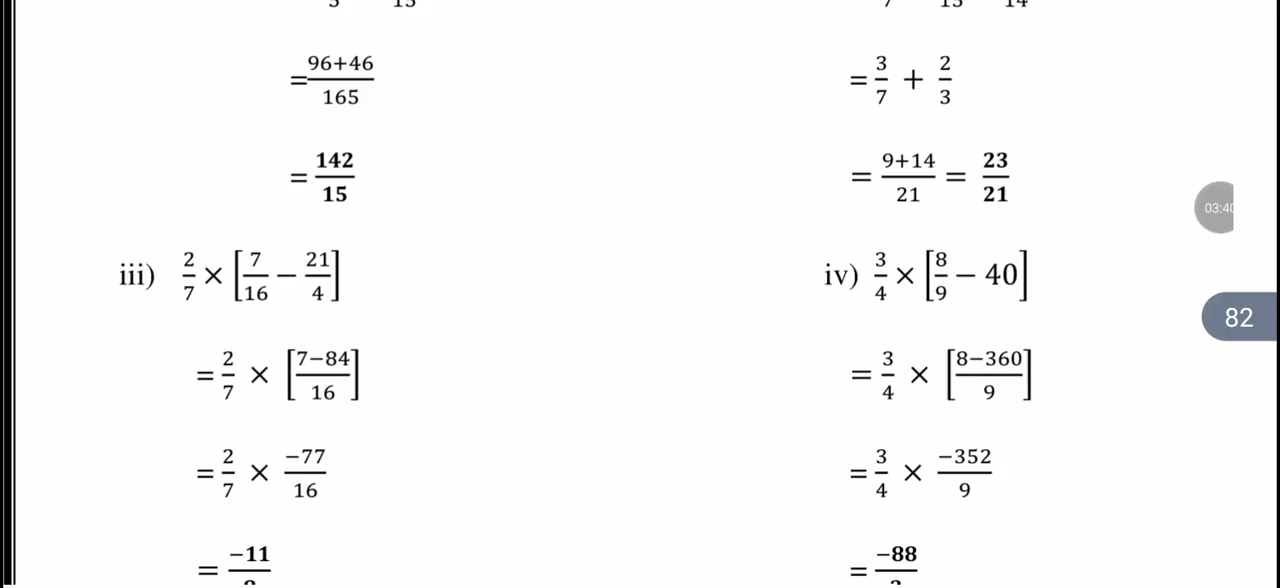 =96+46/165
= 142/15
iii) 2/7 × [7/16 − 21/4]
= 2/7 × [7−84/16]
= 2/7 × −77/16
= −11/8
= 3/7 + 2/3
= 9+14/21 = 23/21
iv) 3/4 × [8/9 − 40]
= 3/4 × [8−360/9]
= 3/4 × −352/9
= −88/3
03:40
82